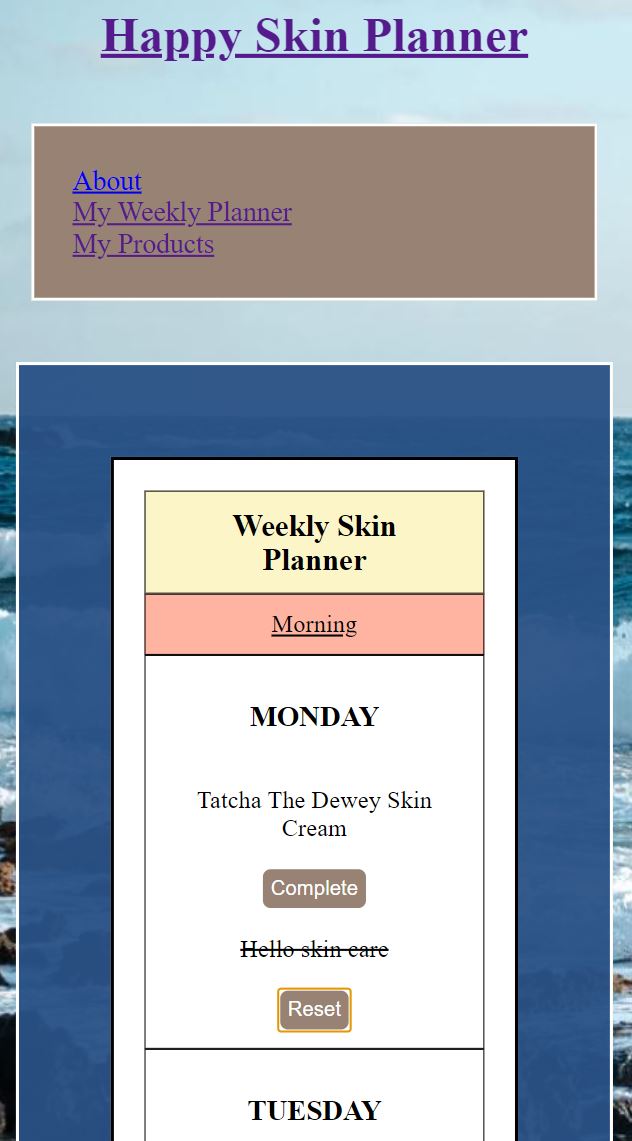 Happy Skin Planner
About
My Weekly Planner
My Products
Weekly Skin
Planner
Morning
MONDAY
Tatcha The Dewey Skin
Cream
Complete
Hello skin care
Reset
TUESDAY